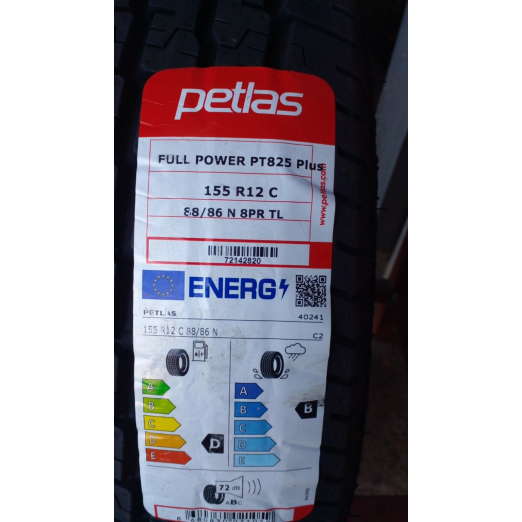 petlas
FULL POWER PT825 Plus
155 R12 C
88/86 N 8PR TL
www.petlas.com
72142820
ENERG
PETLAS 40241
155 R12 C 88/86 N C2
A
B
C
D
E
D
A
B
C
D
E
B
72 dB
ABC